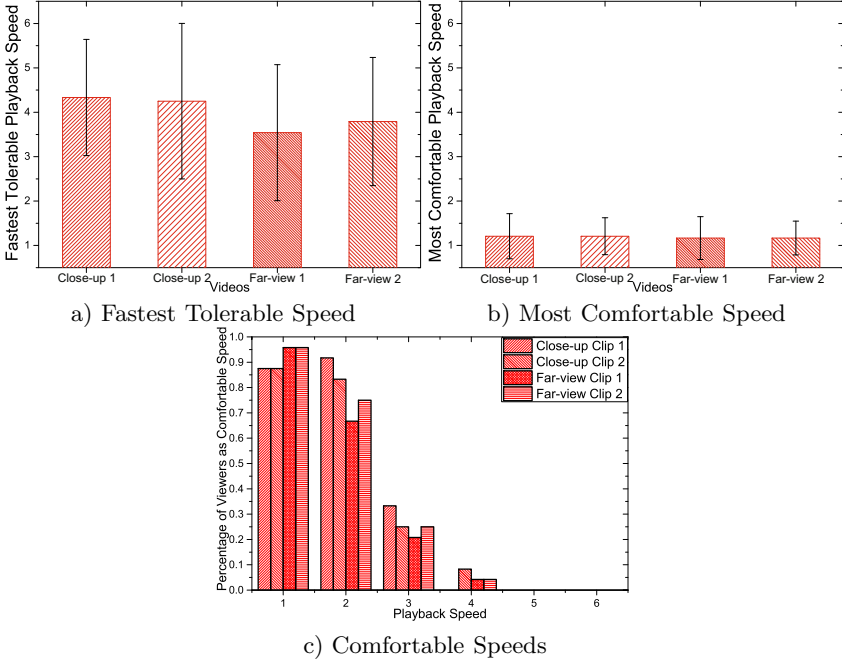 Fastest Tolerable Playback Speed
6
5
4
3
2
1
Close-up 1 Close-up 2 Far-view 1 Far-view 2
Videos
a) Fastest Tolerable Speed
Most Comfortable Playback Speed
6
5
4
3
2
1
Close-up 1 Close-up 2 Far-view 1 Far-view 2
Videos
b) Most Comfortable Speed
Percentage of Viewers as Comfortable Speed
1.0
0.9
0.8
0.7
0.6
0.5
0.4
0.3
0.2
0.1
0.0
Close-up Clip 1
Close-up Clip 2
Far-view Clip 1
Far-view Clip 2
1 2 3 4 5 6
Playback Speed
c) Comfortable Speeds